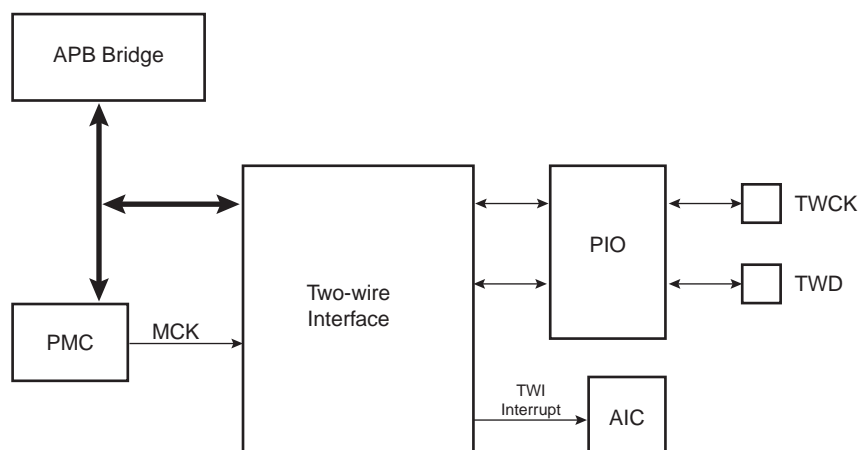 APB Bridge
TWCK
PIO
TWD
Two-wire
Interface
PMC
MCK
TWI
Interrupt
AIC